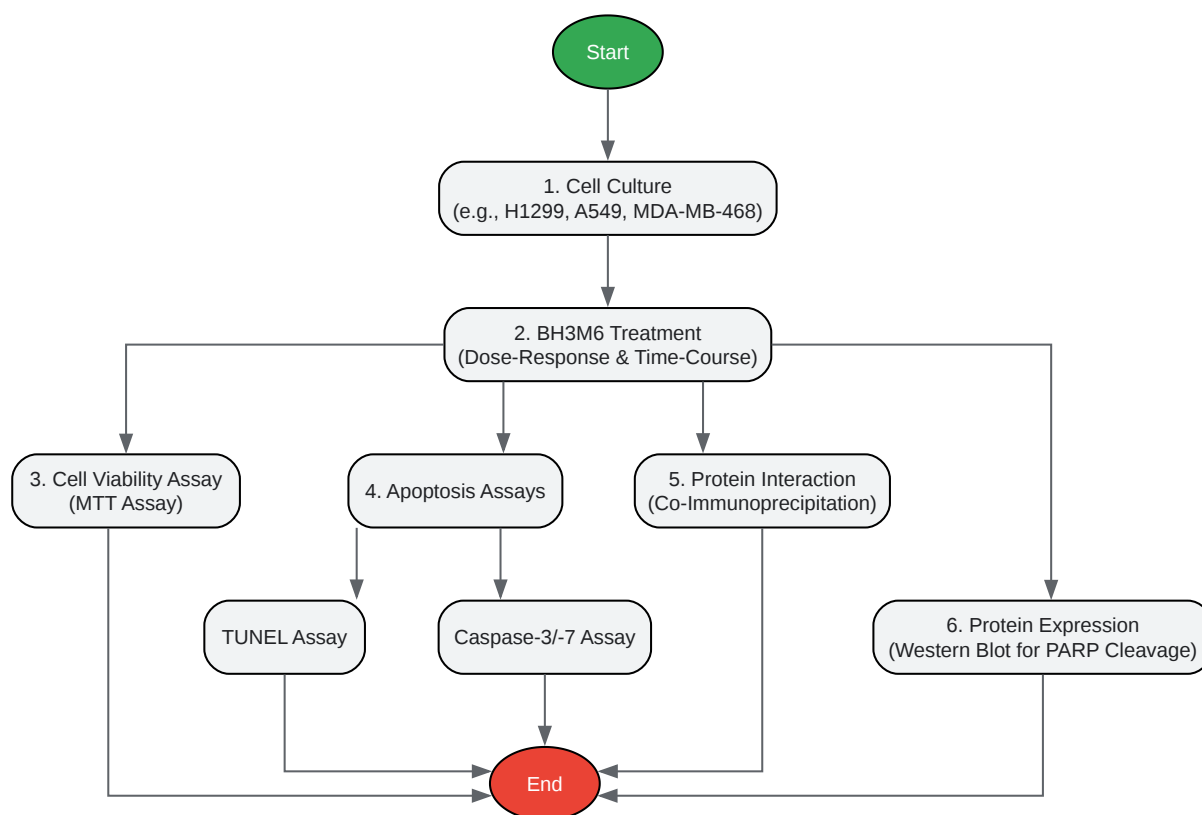 Start
1. Cell Culture
(e.g., H1299, A549, MDA-MB-468)
2. BH3M6 Treatment
(Dose-Response & Time-Course)
3. Cell Viability Assay
(MTT Assay)
4. Apoptosis Assays
5. Protein Interaction
(Co-Immunoprecipitation)
TUNEL Assay
Caspase-3/-7 Assay
6. Protein Expression
(Western Blot for PARP Cleavage)
End